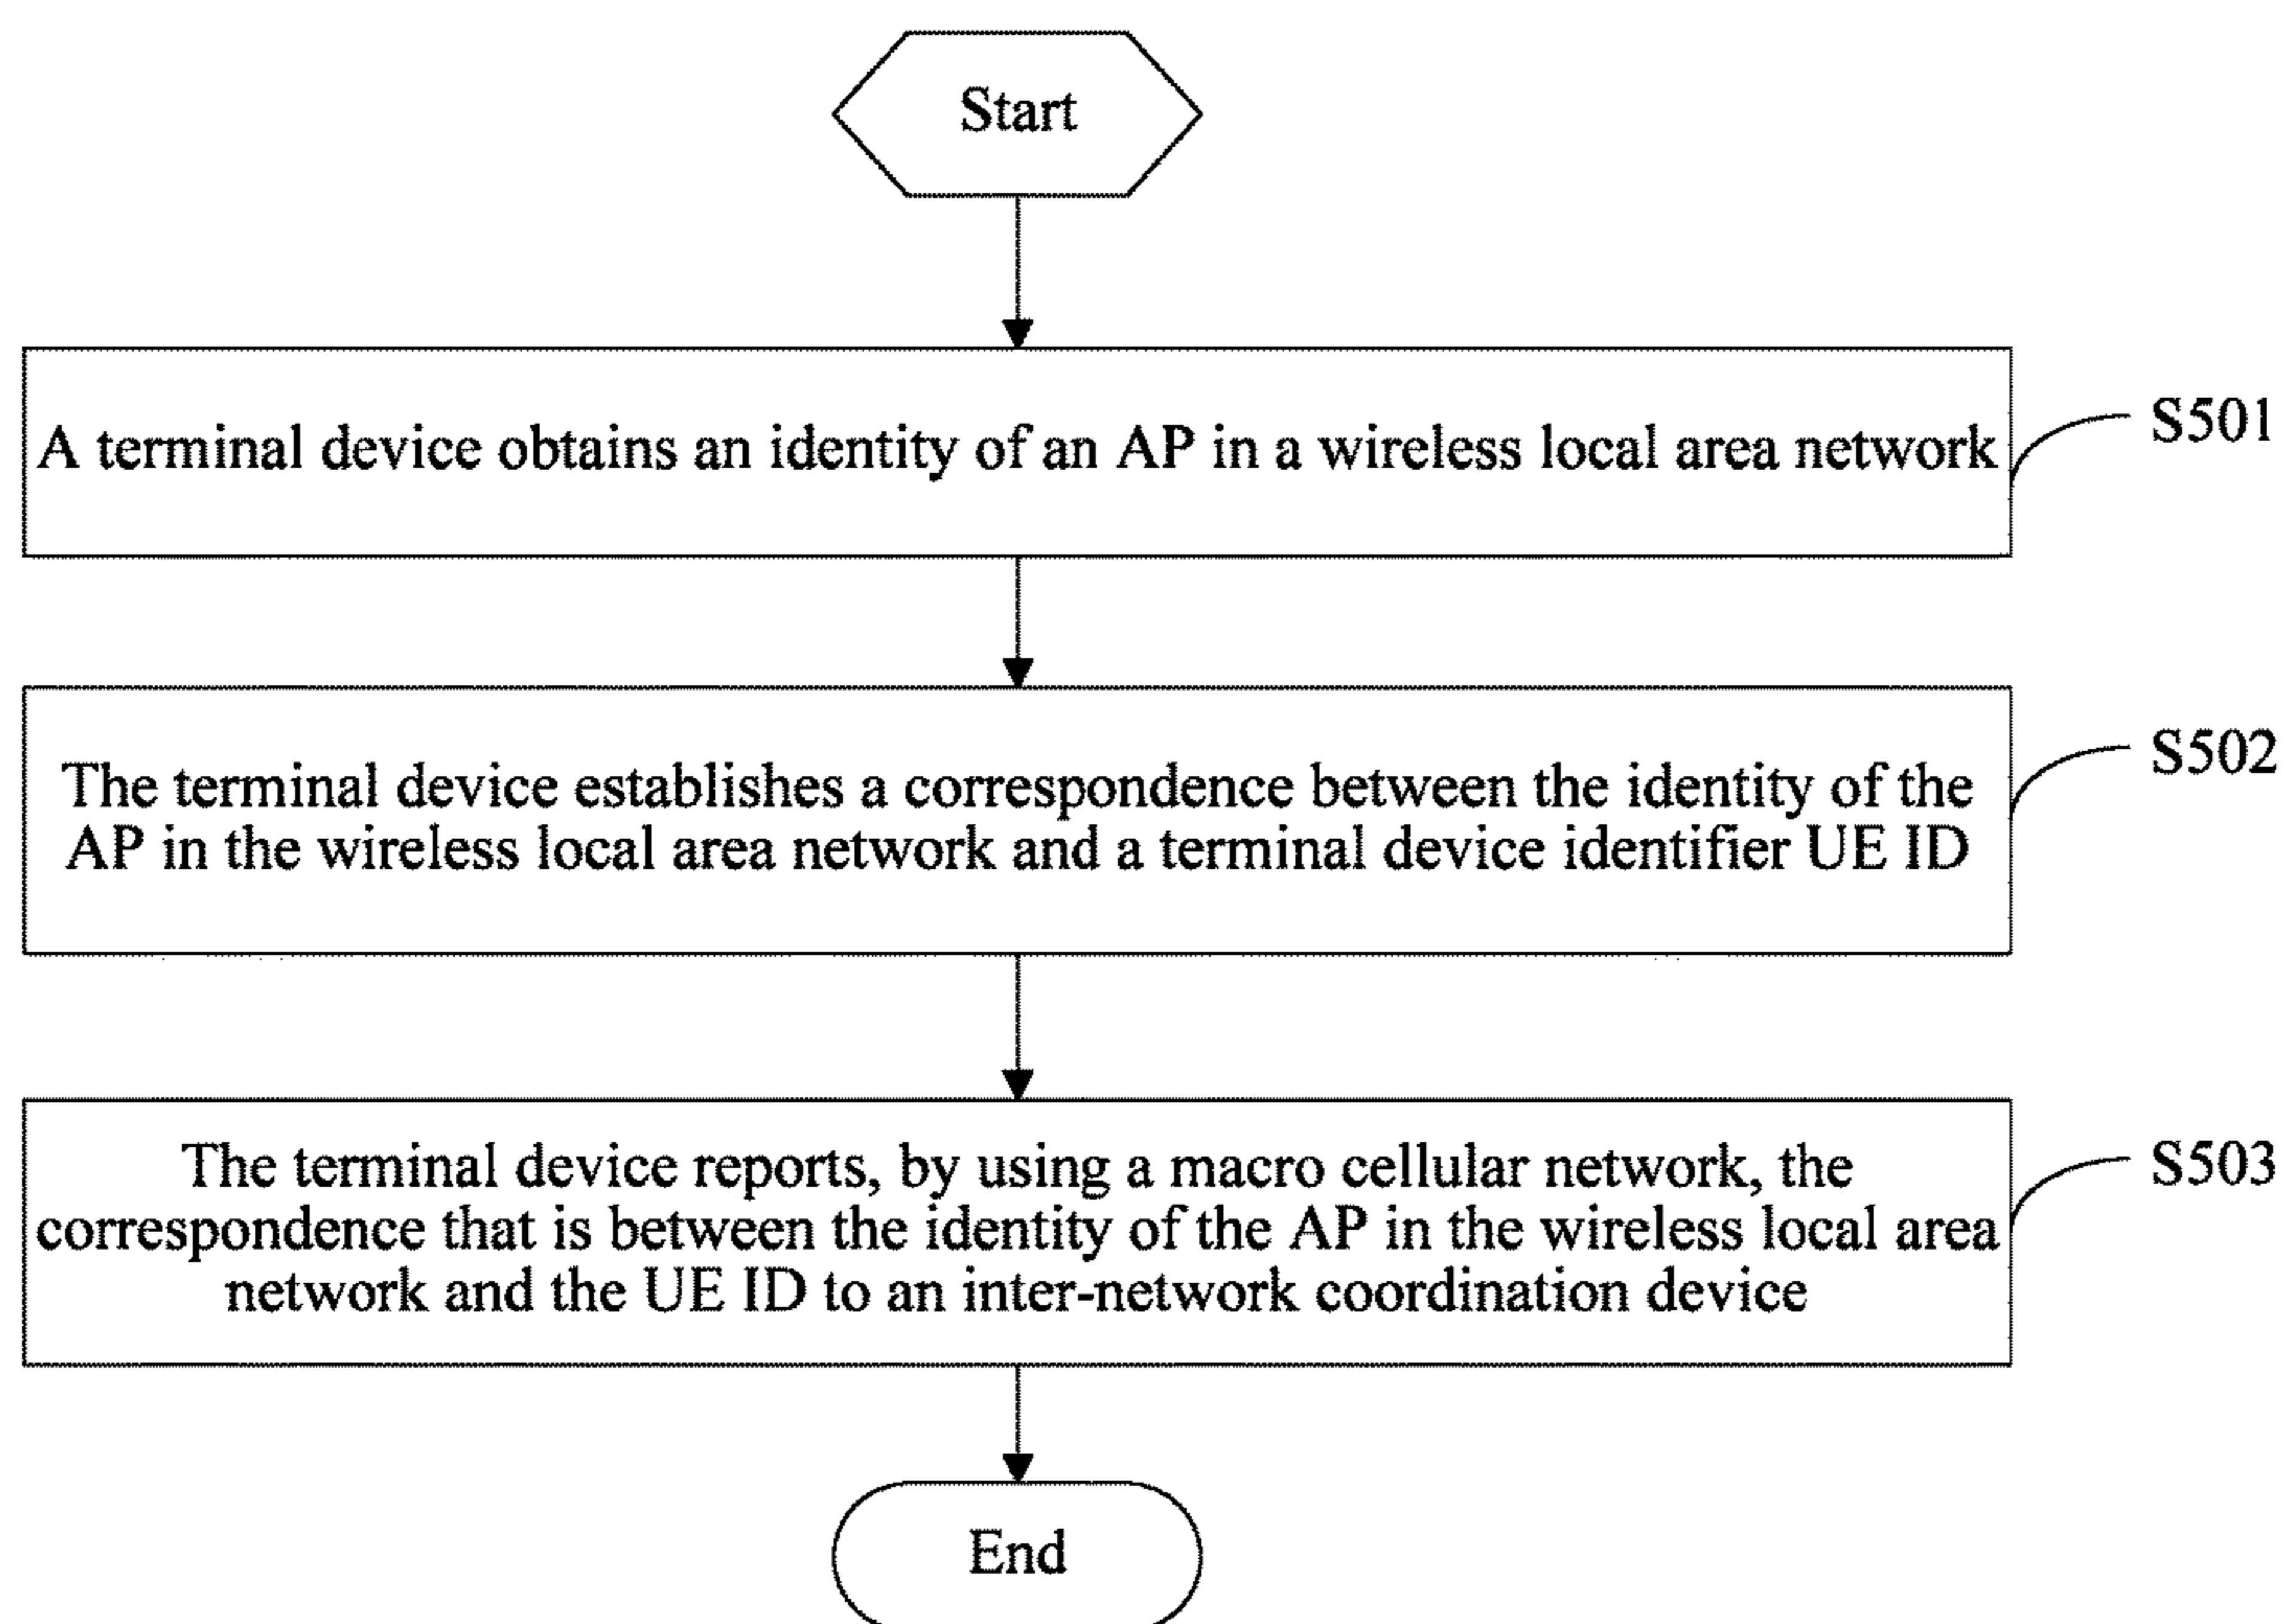 Start
A terminal device obtains an identity of an AP in a wireless local area network
S501
The terminal device establishes a correspondence between the identity of the
AP in the wireless local area network and a terminal device identifier UE ID
S502
The terminal device reports, by using a macro cellular network, the
correspondence that is between the identity of the AP in the wireless local area
network and the UE ID to an inter-network coordination device
S503
End